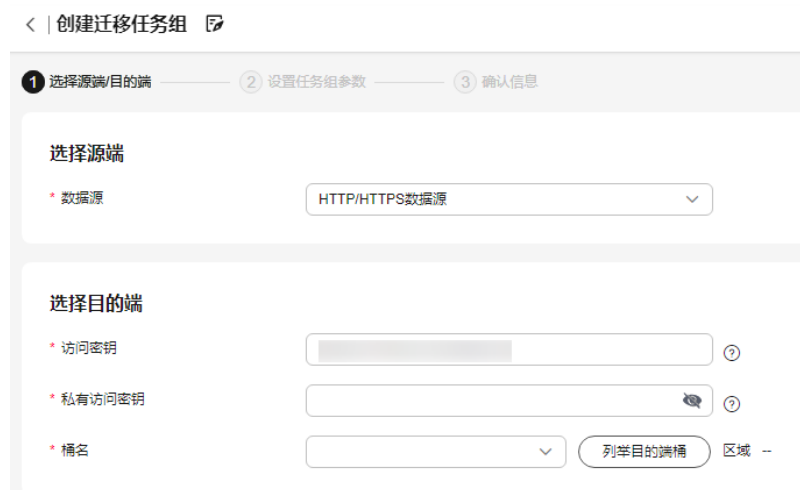 创建迁移任务组
1 选择源端/目的端 2 设置任务组参数 3 确认信息
选择源端
* 数据源 HTTP/HTTPS数据源
选择目的端
* 访问密钥
* 私有访问密钥
* 桶名 列举目的端桶 区域 --